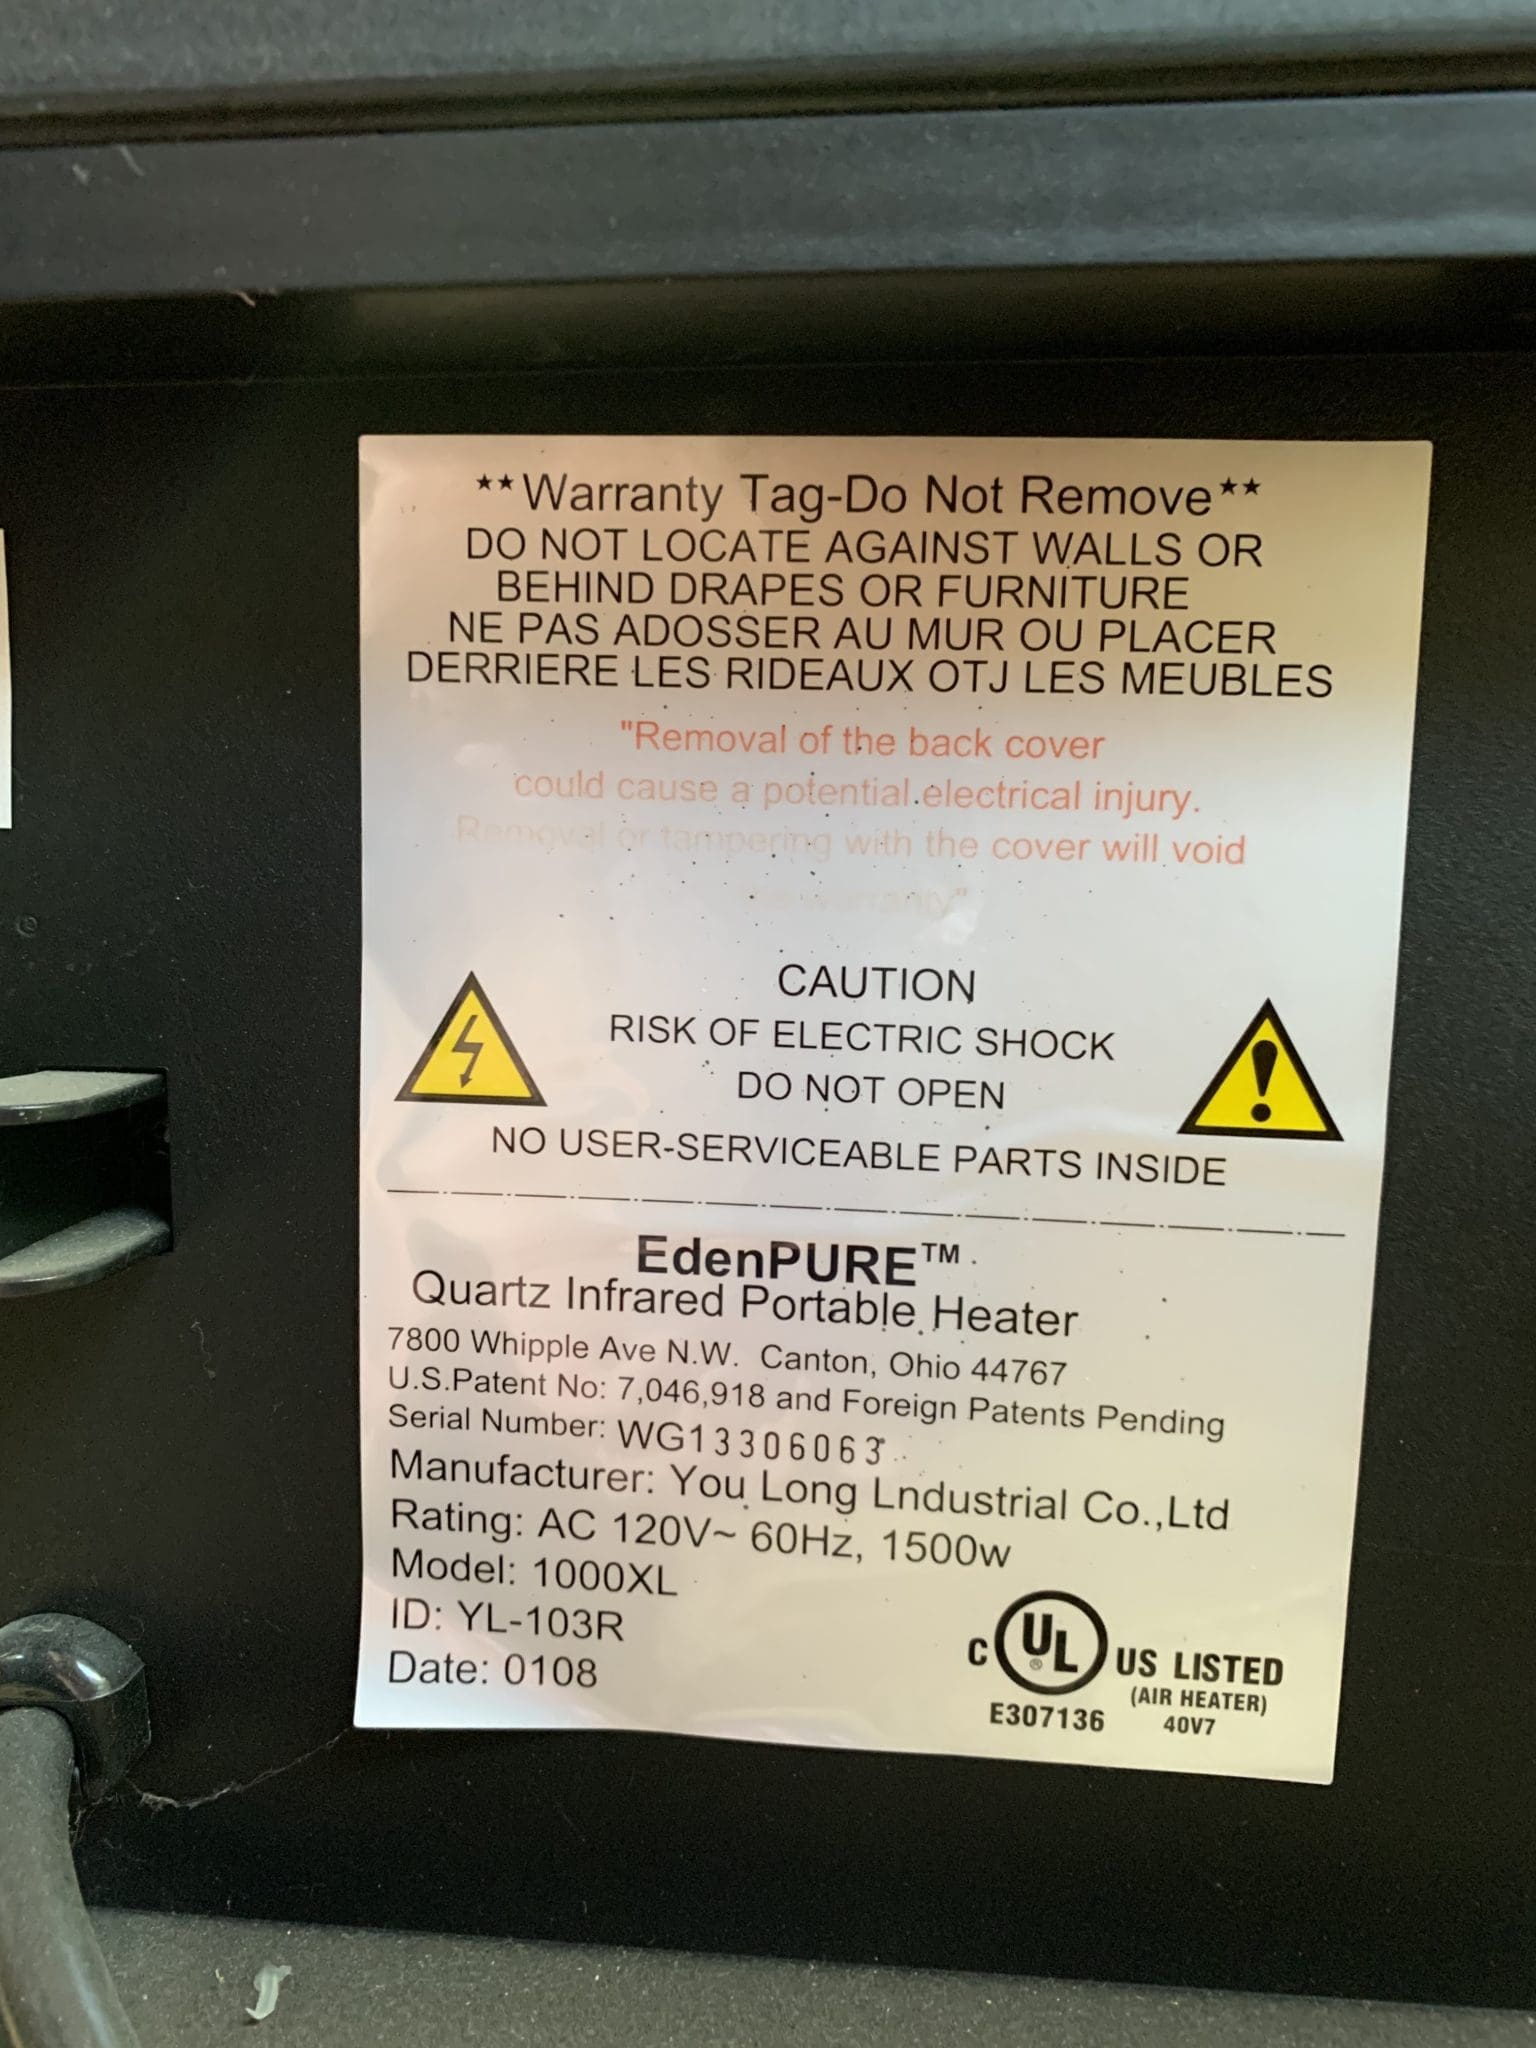 **Warranty Tag-Do Not Remove**
DO NOT LOCATE AGAINST WALLS OR
BEHIND DRAPES OR FURNITURE
NE PAS ADOSSER AU MUR OU PLACER
DERRIERE LES RIDEAUX OTJ LES MEUBLES
"Removal of the back cover
could cause a potential electrical injury.
Removal or tampering with the cover will void
the warranty"
CAUTION
RISK OF ELECTRIC SHOCK
DO NOT OPEN
NO USER-SERVICEABLE PARTS INSIDE
EdenPURE™
Quartz Infrared Portable Heater
7800 Whipple Ave N.W. Canton, Ohio 44767
U.S.Patent No: 7,046,918 and Foreign Patents Pending
Serial Number: WG13306063
Manufacturer: You Long Lndustrial Co.,Ltd
Rating: AC 120V~ 60Hz, 1500w
Model: 1000XL
ID: YL-103R
Date: 0108
C UL ® US LISTED
(AIR HEATER)
E307136 40V7